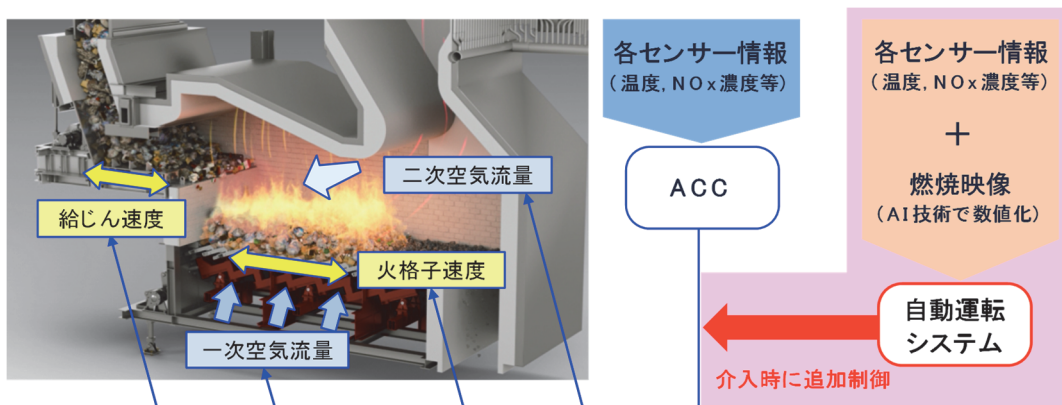 給じん速度
一次空気流量
火格子速度
二次空気流量
各センサー情報
（温度，NOx濃度等）
ACC
各センサー情報
（温度，NOx濃度等）
＋
燃焼映像
（AI技術で数値化）
自動運転
システム
介入時に追加制御